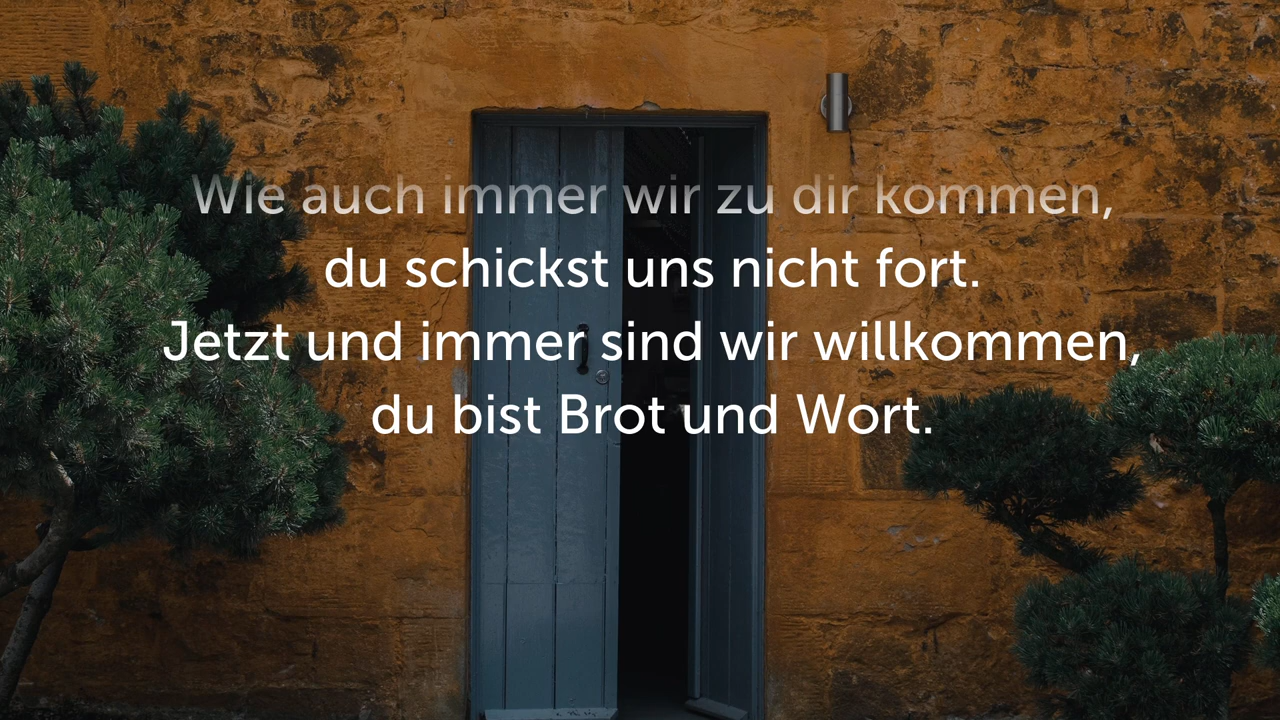 Wie auch immer wir zu dir kommen,
du schickst uns nicht fort.
Jetzt und immer sind wir willkommen,
du bist Brot und Wort.